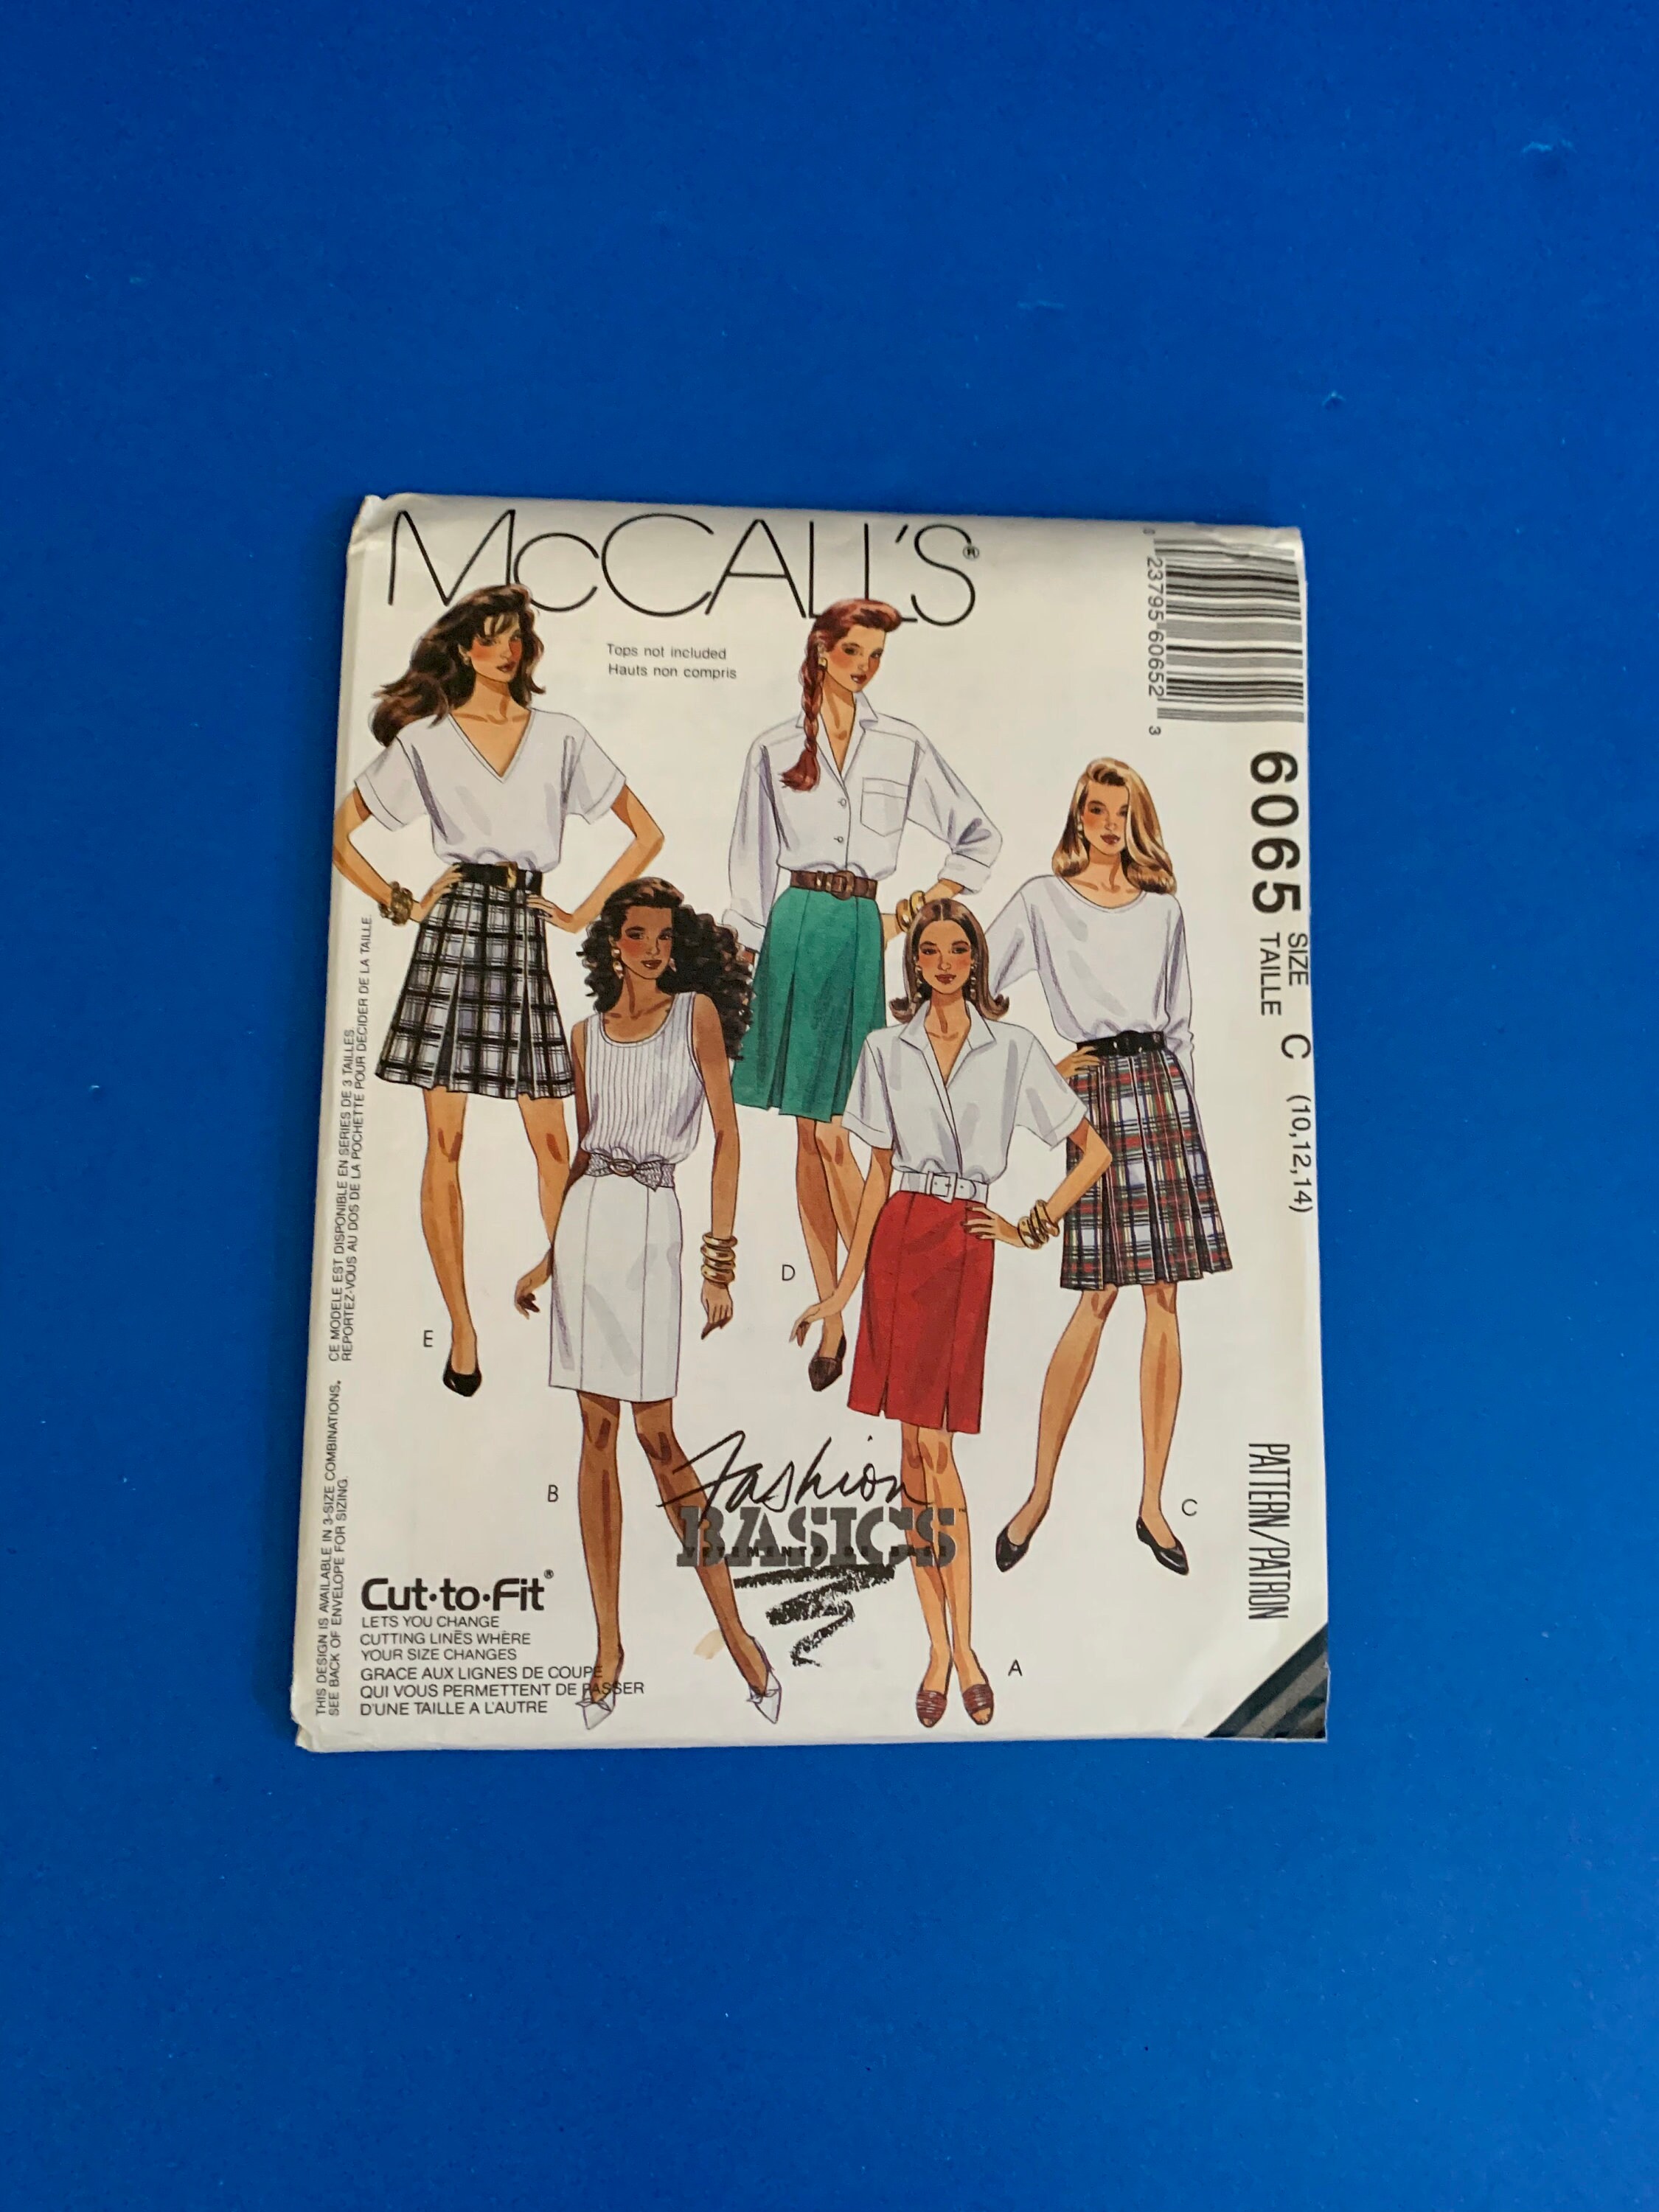 McCALL'S®
Tops not included
Hauts non compris
0 23795 60652 3
6065
SIZE
TAILLE
C
(10,12,14)
PATTERN/PATRON
CE MODELE EST DISPONIBLE EN SERIES DE 3 TAILLES.
REPORTEZ-VOUS AU DOS DE LA POCHETTE POUR DECIDER DE LA TAILLE
THIS DESIGN IS AVAILABLE IN 3-SIZE COMBINATIONS.
SEE BACK OF ENVELOPE FOR SIZING.
E
D
B
C
A
Fashion
BASICS™
VETEMENTS DE BASE
Cut•to•Fit®
LETS YOU CHANGE
CUTTING LINES WHERE
YOUR SIZE CHANGES
GRACE AUX LIGNES DE COUPE
QUI VOUS PERMETTENT DE PASSER
D'UNE TAILLE A L'AUTRE